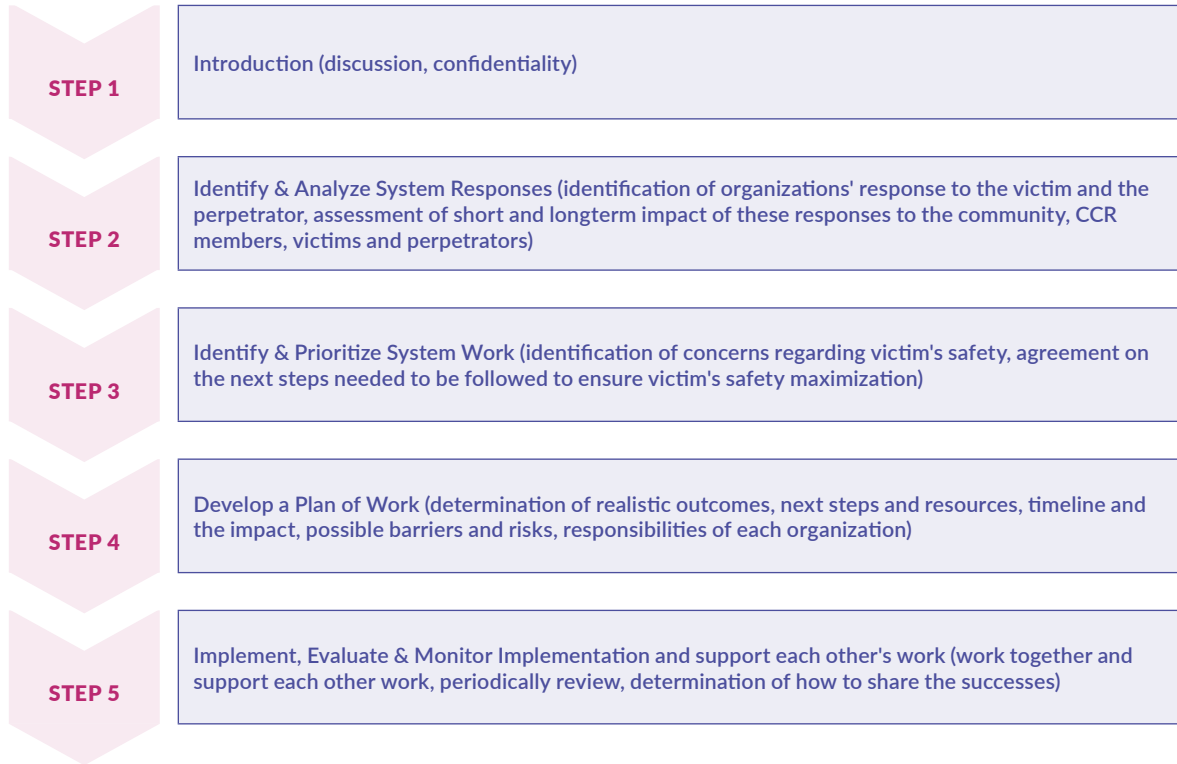 STEP 1
Introduction (discussion, confidentiality)
STEP 2
Identify & Analyze System Responses (identification of organizations' response to the victim and the
perpetrator, assessment of short and longterm impact of these responses to the community, CCR
members, victims and perpetrators)
STEP 3
Identify & Prioritize System Work (identification of concerns regarding victim's safety, agreement on
the next steps needed to be followed to ensure victim's safety maximization)
STEP 4
Develop a Plan of Work (determination of realistic outcomes, next steps and resources, timeline and
the impact, possible barriers and risks, responsibilities of each organization)
STEP 5
Implement, Evaluate & Monitor Implementation and support each other's work (work together and
support each other work, periodically review, determination of how to share the successes)